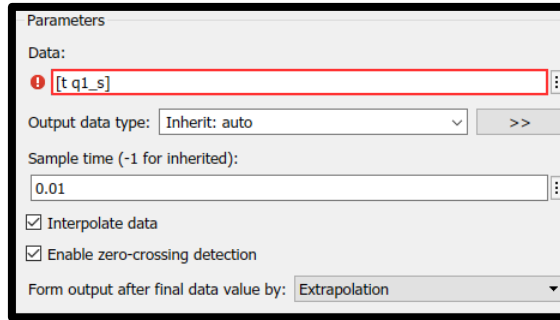 Parameters
Data:
[t q1_s]
Output data type: Inherit: auto >>
Sample time (-1 for inherited):
0.01
Interpolate data
Enable zero-crossing detection
Form output after final data value by: Extrapolation